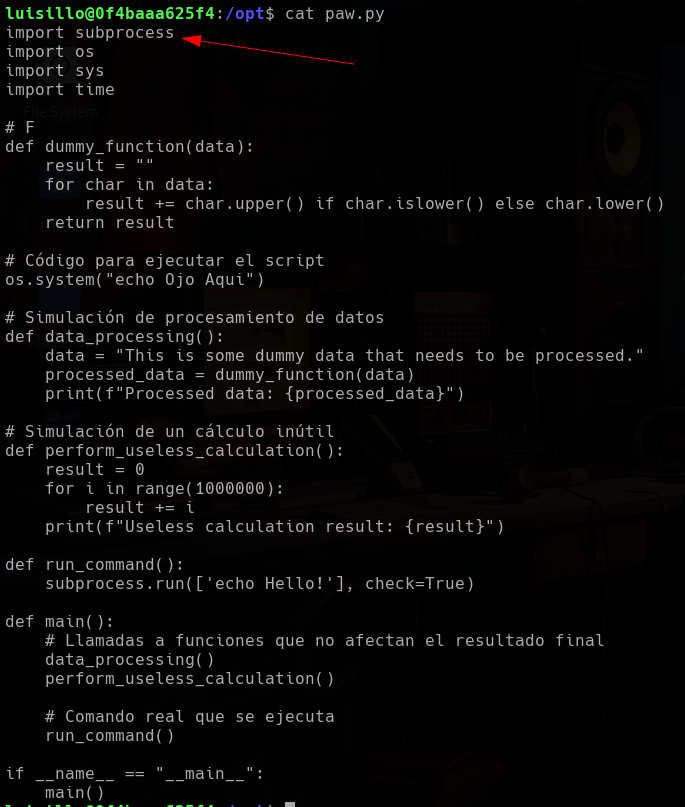 luisillo@0f4baaa625f4:/opt$ cat paw.py
import subprocess
import os
import sys
import time
File System
# F
def dummy_function(data):
    result = ""
    for char in data:
        result += char.upper() if char.islower() else char.lower()
    return result

# Código para ejecutar el script
os.system("echo Ojo Aqui")

# Simulación de procesamiento de datos
def data_processing():
    data = "This is some dummy data that needs to be processed."
    processed_data = dummy_function(data)
    print(f"Processed data: {processed_data}")

# Simulación de un cálculo inútil
def perform_useless_calculation():
    result = 0
    for i in range(1000000):
        result += i
    print(f"Useless calculation result: {result}")

def run_command():
    subprocess.run(['echo Hello!'], check=True)

def main():
    # Llamadas a funciones que no afectan el resultado final
    data_processing()
    perform_useless_calculation()

    # Comando real que se ejecuta
    run_command()

if __name__ == "__main__":
    main()